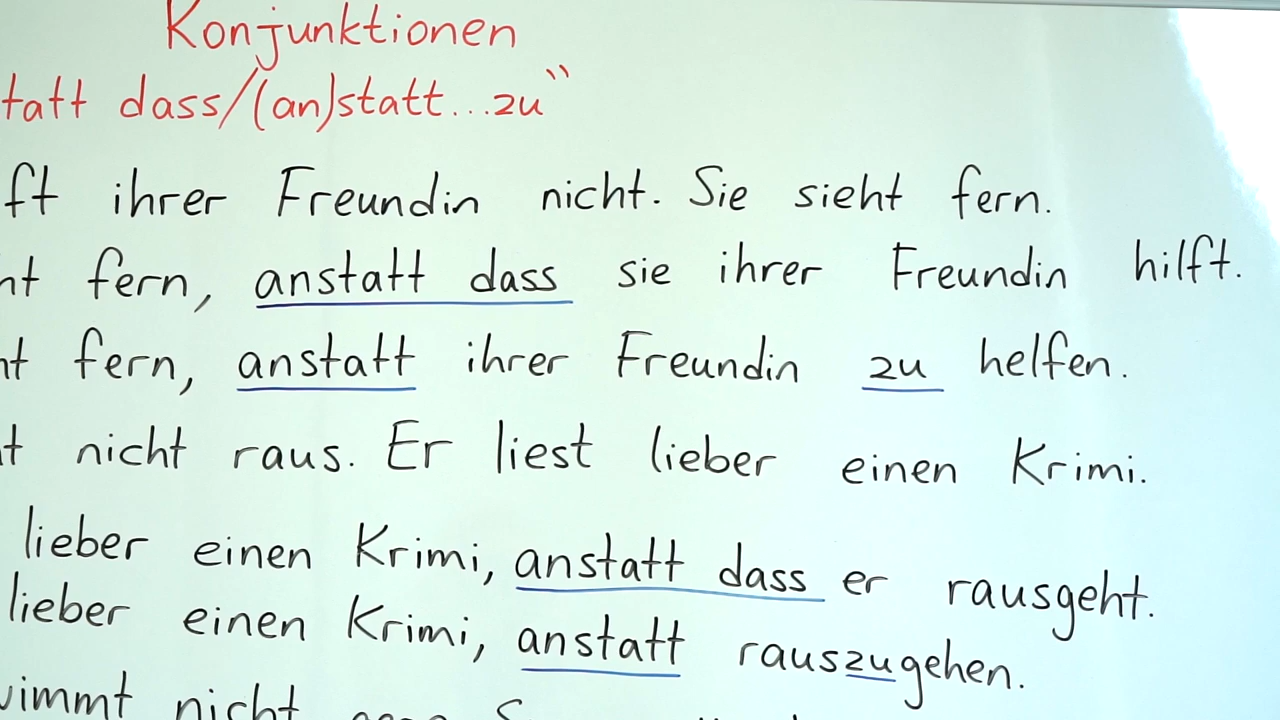 Konjunktionen
tatt dass/(an)statt...zu“
ft ihrer Freundin nicht. Sie sieht fern.
ht fern, anstatt dass sie ihrer Freundin hilft.
ht fern, anstatt ihrer Freundin zu helfen.
t nicht raus. Er liest lieber einen Krimi.
lieber einen Krimi, anstatt dass er rausgeht.
lieber einen Krimi, anstatt rauszugehen.
wimmt nicht